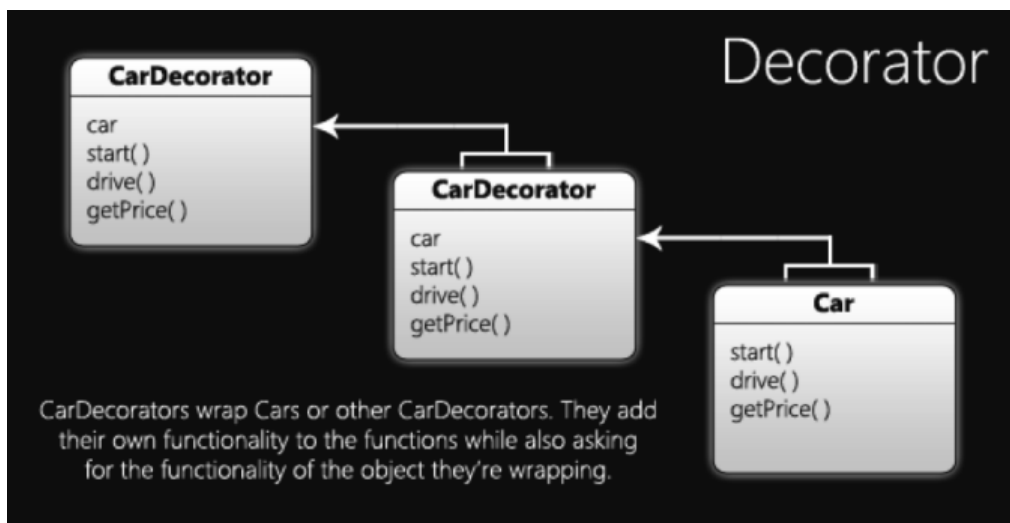 Decorator
CarDecorator
car
start( )
drive( )
getPrice( )
CarDecorator
car
start( )
drive( )
getPrice( )
Car
start( )
drive( )
getPrice( )
CarDecorators wrap Cars or other CarDecorators. They add
their own functionality to the functions while also asking
for the functionality of the object they're wrapping.